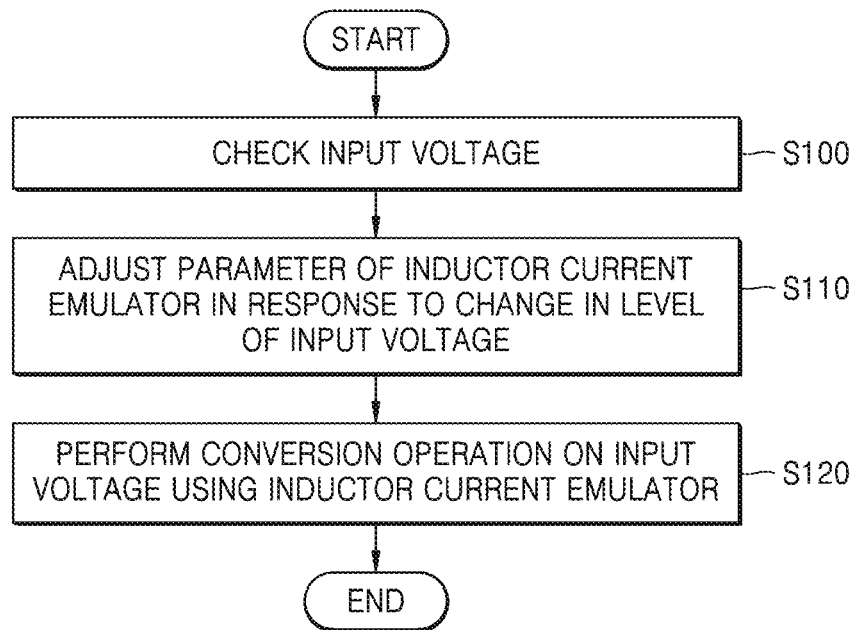 START
CHECK INPUT VOLTAGE
S100
ADJUST PARAMETER OF INDUCTOR CURRENT
EMULATOR IN RESPONSE TO CHANGE IN LEVEL
OF INPUT VOLTAGE
S110
PERFORM CONVERSION OPERATION ON INPUT
VOLTAGE USING INDUCTOR CURRENT EMULATOR
S120
END